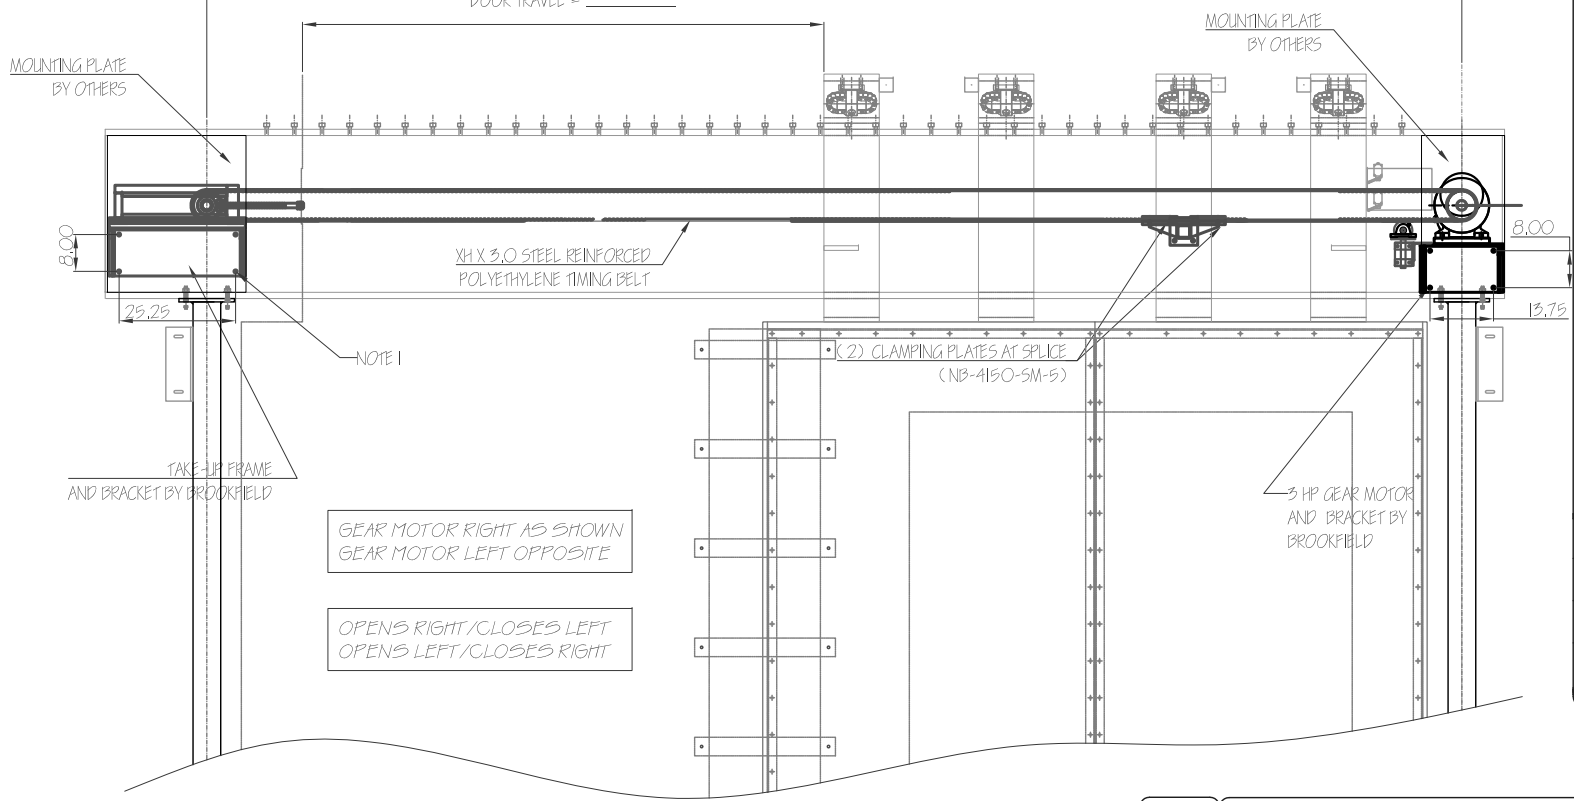 DOOR TRAVEL =
MOUNTING PLATE
BY OTHERS
MOUNTING PLATE
BY OTHERS
8.00
8.00
XH X 3.0 STEEL REINFORCED
POLYETHYLENE TIMING BELT
25.25
13.75
NOTE 1
(2) CLAMPING PLATES AT SPLICE
(NB-4150-SM-5)
TAKE-UP FRAME
AND BRACKET BY BROOKFIELD
3 HP GEAR MOTOR
AND BRACKET BY
BROOKFIELD
GEAR MOTOR RIGHT AS SHOWN
GEAR MOTOR LEFT OPPOSITE
OPENS RIGHT/CLOSES LEFT
OPENS LEFT/CLOSES RIGHT